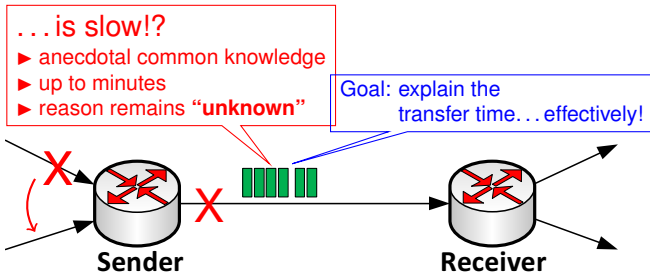 ...is slow!?
► anecdotal common knowledge
► up to minutes
► reason remains “unknown”
Goal: explain the
transfer time...effectively!
X
X
Sender
Receiver